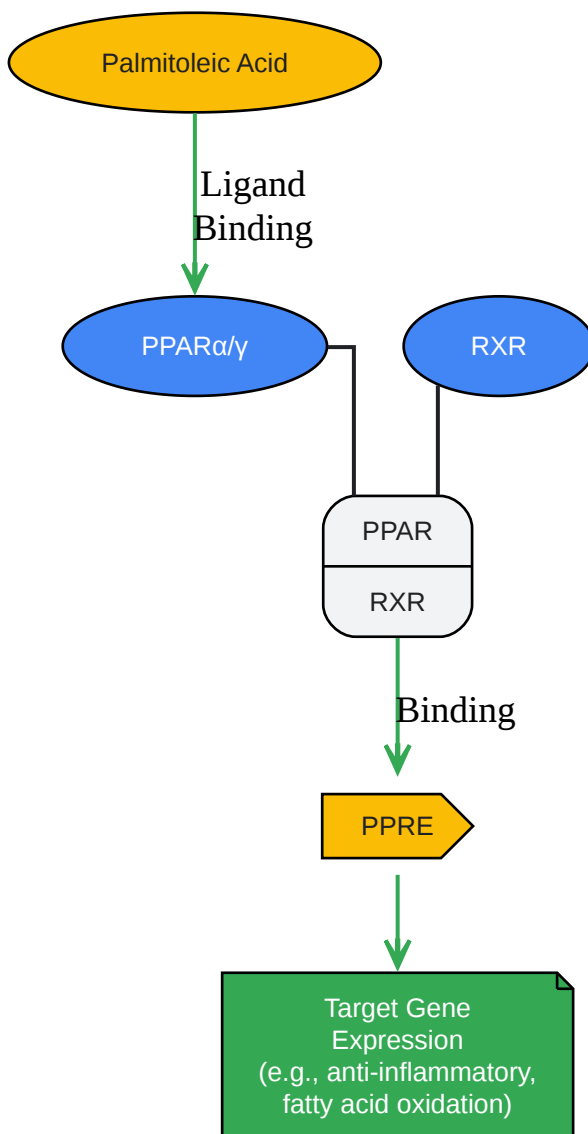 Palmitoleic Acid
Ligand
Binding
PPARα/γ
RXR
PPAR
RXR
Binding
PPRE
Target Gene
Expression
(e.g., anti-inflammatory,
fatty acid oxidation)